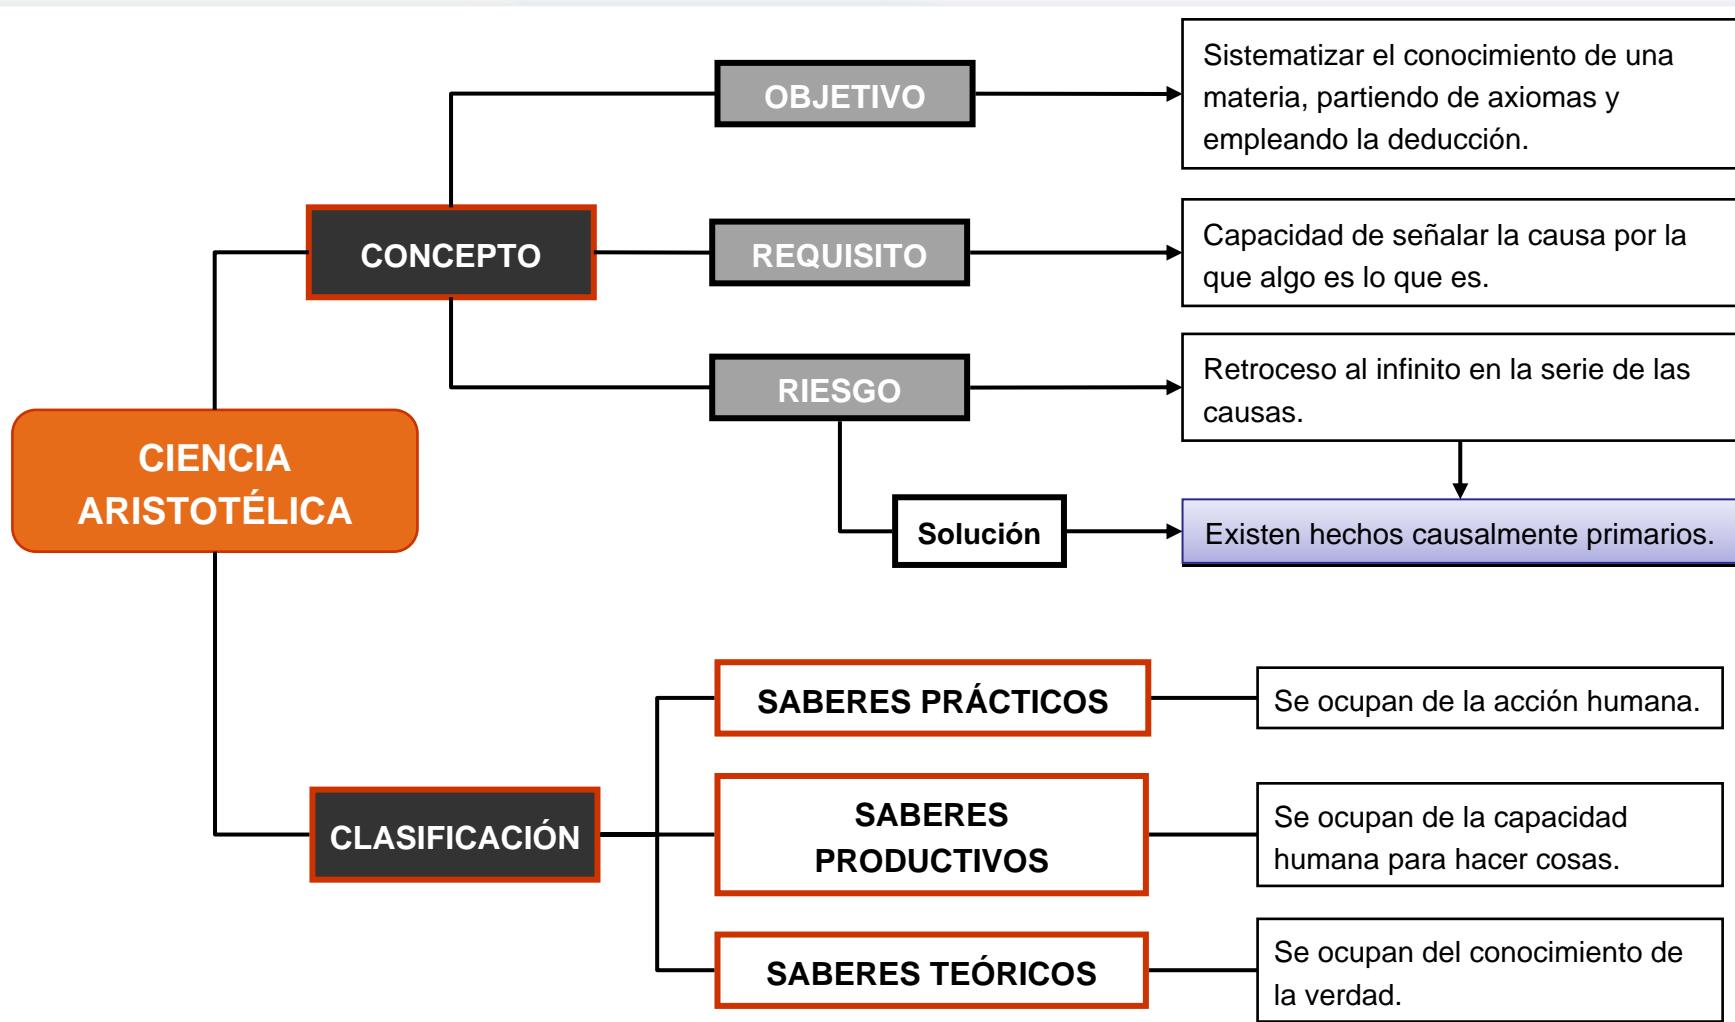 OBJETIVO
Sistematizar el conocimiento de una
materia, partiendo de axiomas y
empleando la deducción.
CONCEPTO
REQUISITO
Capacidad de señalar la causa por la
que algo es lo que es.
RIESGO
Retroceso al infinito en la serie de las
causas.
CIENCIA
ARISTOTÉLICA
Solución
Existen hechos causalmente primarios.
SABERES PRÁCTICOS
Se ocupan de la acción humana.
CLASIFICACIÓN
SABERES
PRODUCTIVOS
Se ocupan de la capacidad
humana para hacer cosas.
SABERES TEÓRICOS
Se ocupan del conocimiento de
la verdad.